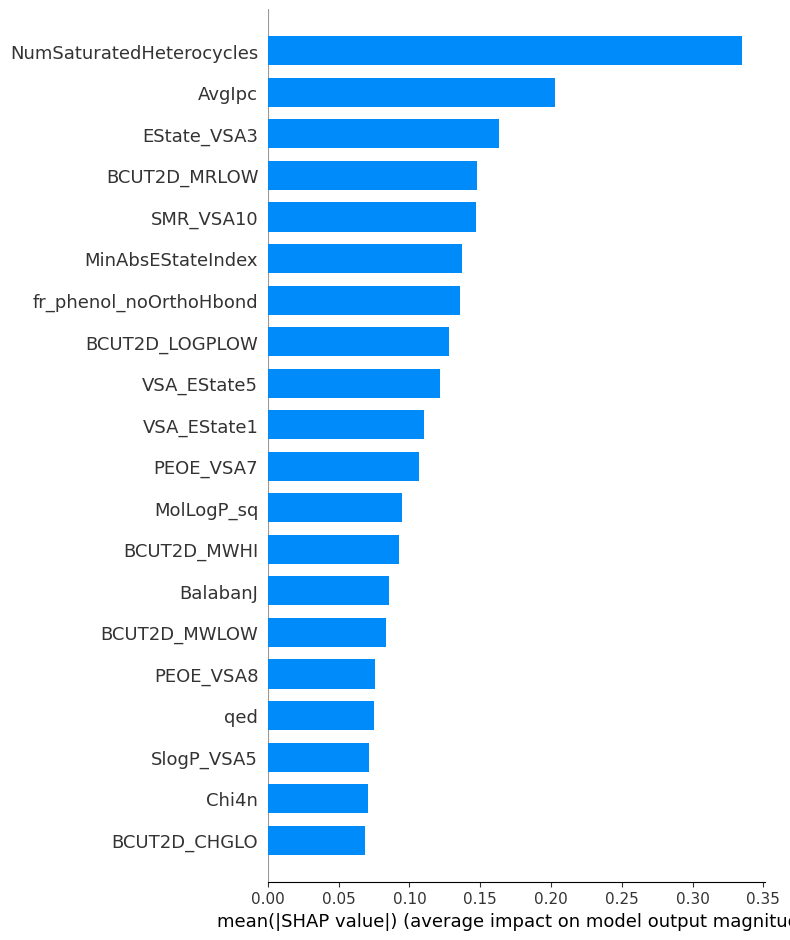 NumSaturatedHeterocycles
AvgIpc
EState_VSA3
BCUT2D_MRLOW
SMR_VSA10
MinAbsEStateIndex
fr_phenol_noOrthoHbond
BCUT2D_LOGPLOW
VSA_EState5
VSA_EState1
PEOE_VSA7
MolLogP_sq
BCUT2D_MWHI
BalabanJ
BCUT2D_MWLOW
PEOE_VSA8
qed
SlogP_VSA5
Chi4n
BCUT2D_CHGLO
0.00 0.05 0.10 0.15 0.20 0.25 0.30 0.35
mean(|SHAP value|) (average impact on model output magnitu